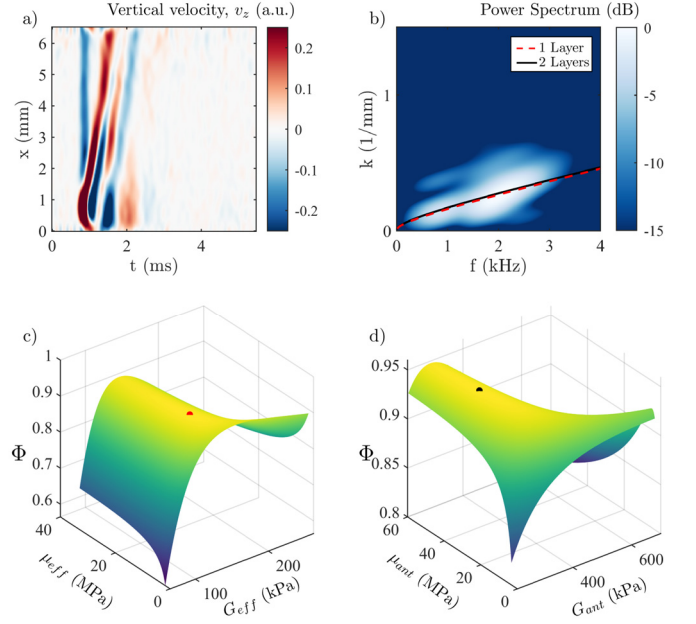 a)
Vertical velocity, v_z (a.u.)
6
5
4
3
2
1
0
x (mm)
0
2
4
t (ms)
0.2
0.1
0
-0.1
-0.2
b)
Power Spectrum (dB)
1 Layer
2 Layers
1
0
k (1/mm)
0
1
2
3
4
f (kHz)
0
-5
-10
-15
c)
1
0.9
0.8
0.7
0.6
Φ
40
20
0
μ_eff (MPa)
100
200
G_eff (kPa)
d)
0.95
0.9
0.85
0.8
Φ
60
40
20
0
μ_ant (MPa)
400
600
G_ant (kPa)